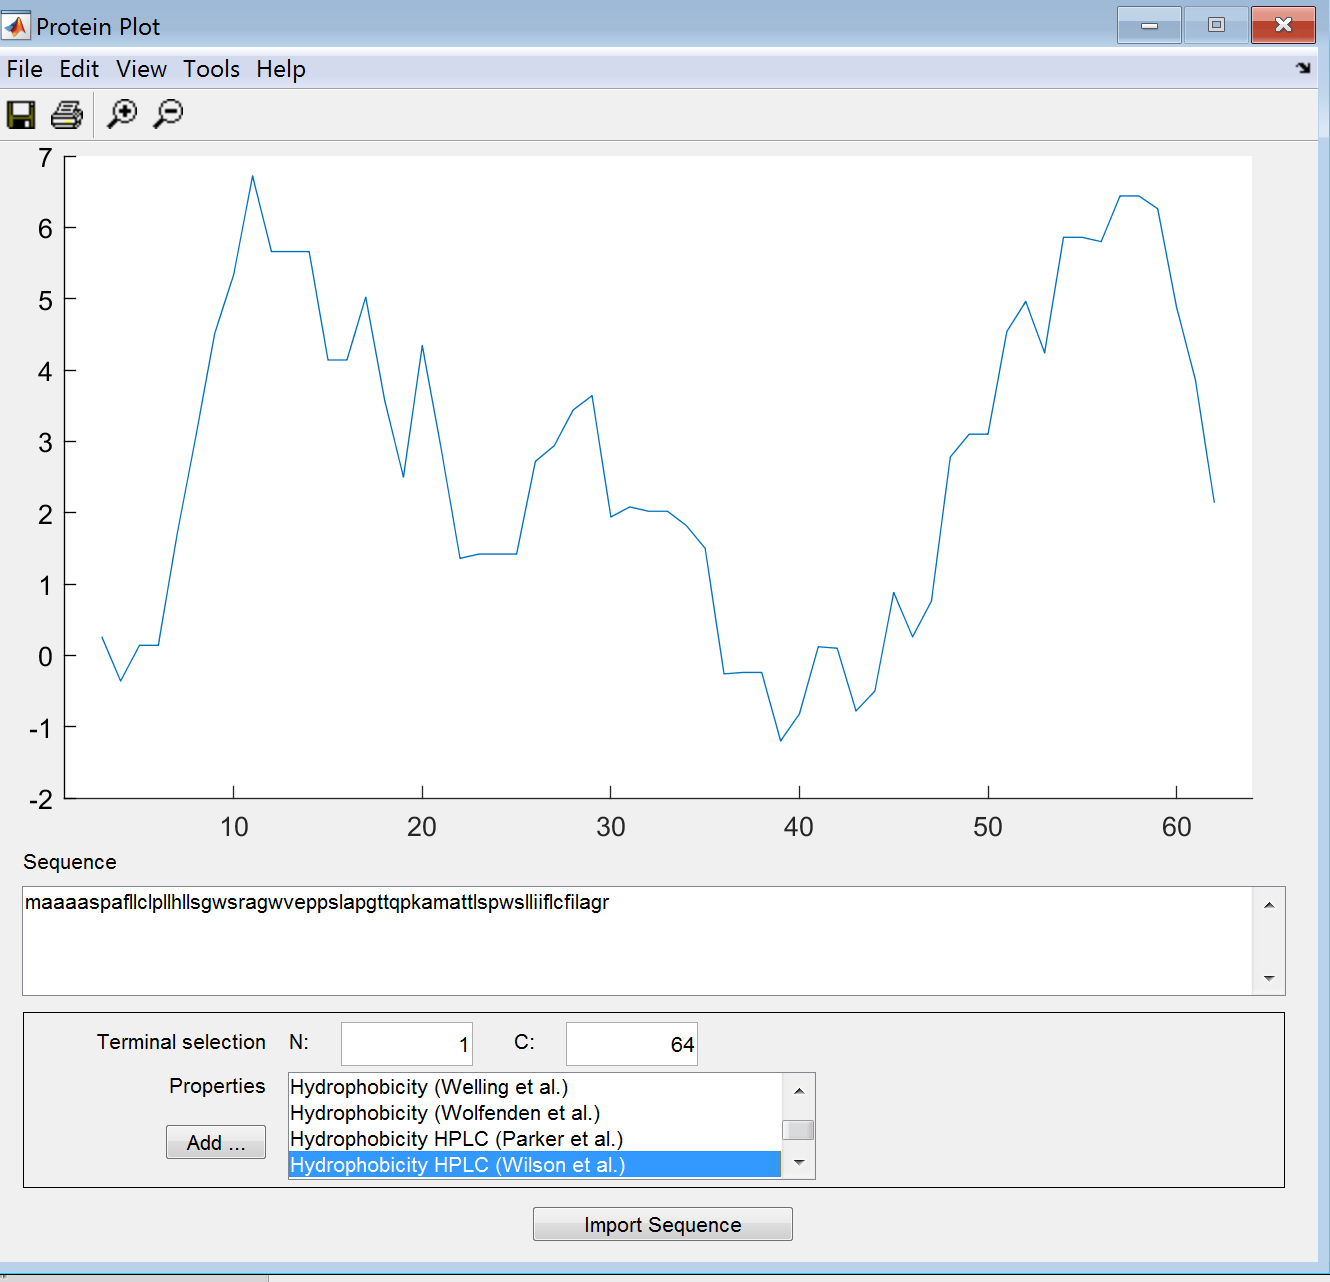 Protein Plot
File Edit View Tools Help
7
6
5
4
3
2
1
0
-1
-2
10 20 30 40 50 60
Sequence
maaaaspafllclpllhllsgwsragwveppslapgttqpkamattlspwslliiflcfilagr
Terminal selection N: 1 C: 64
Properties
Hydrophobicity (Welling et al.)
Hydrophobicity (Wolfenden et al.)
Hydrophobicity HPLC (Parker et al.)
Add ...
Hydrophobicity HPLC (Wilson et al.)
Import Sequence